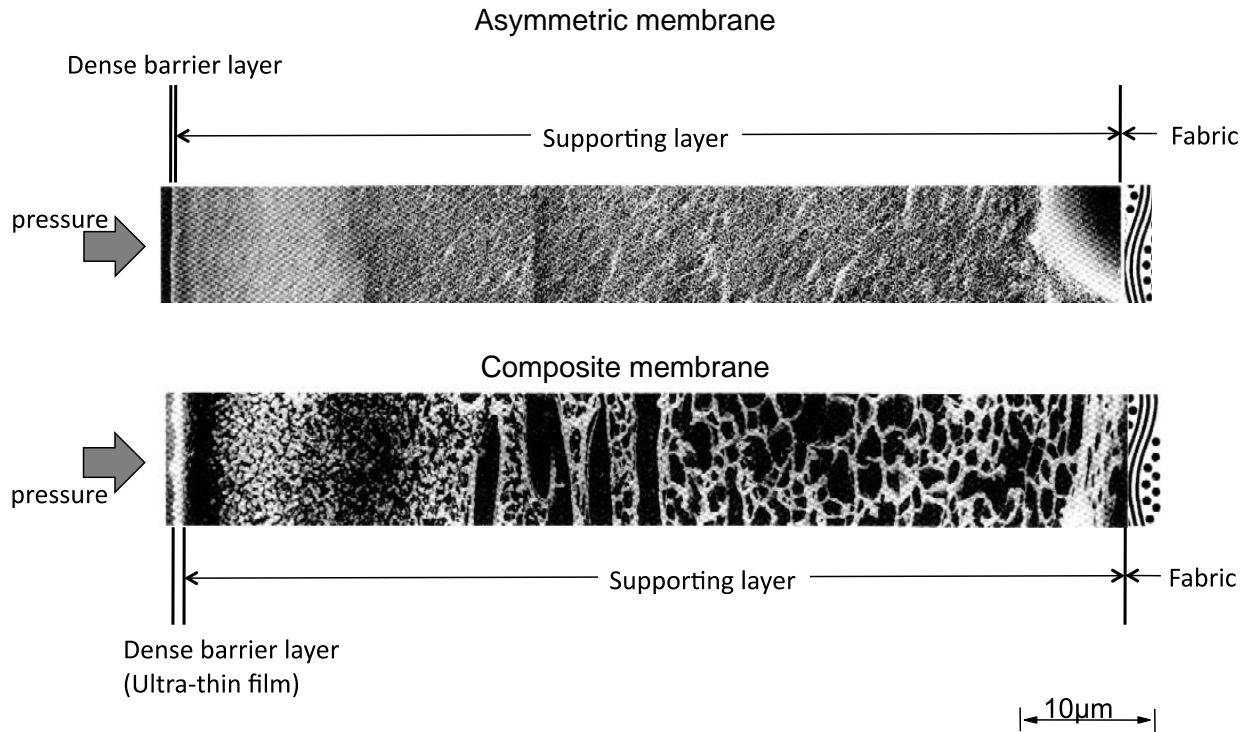 Asymmetric membrane
Dense barrier layer
Supporting layer
Fabric
pressure
Composite membrane
pressure
Supporting layer
Fabric
Dense barrier layer
(Ultra-thin film)
10μm